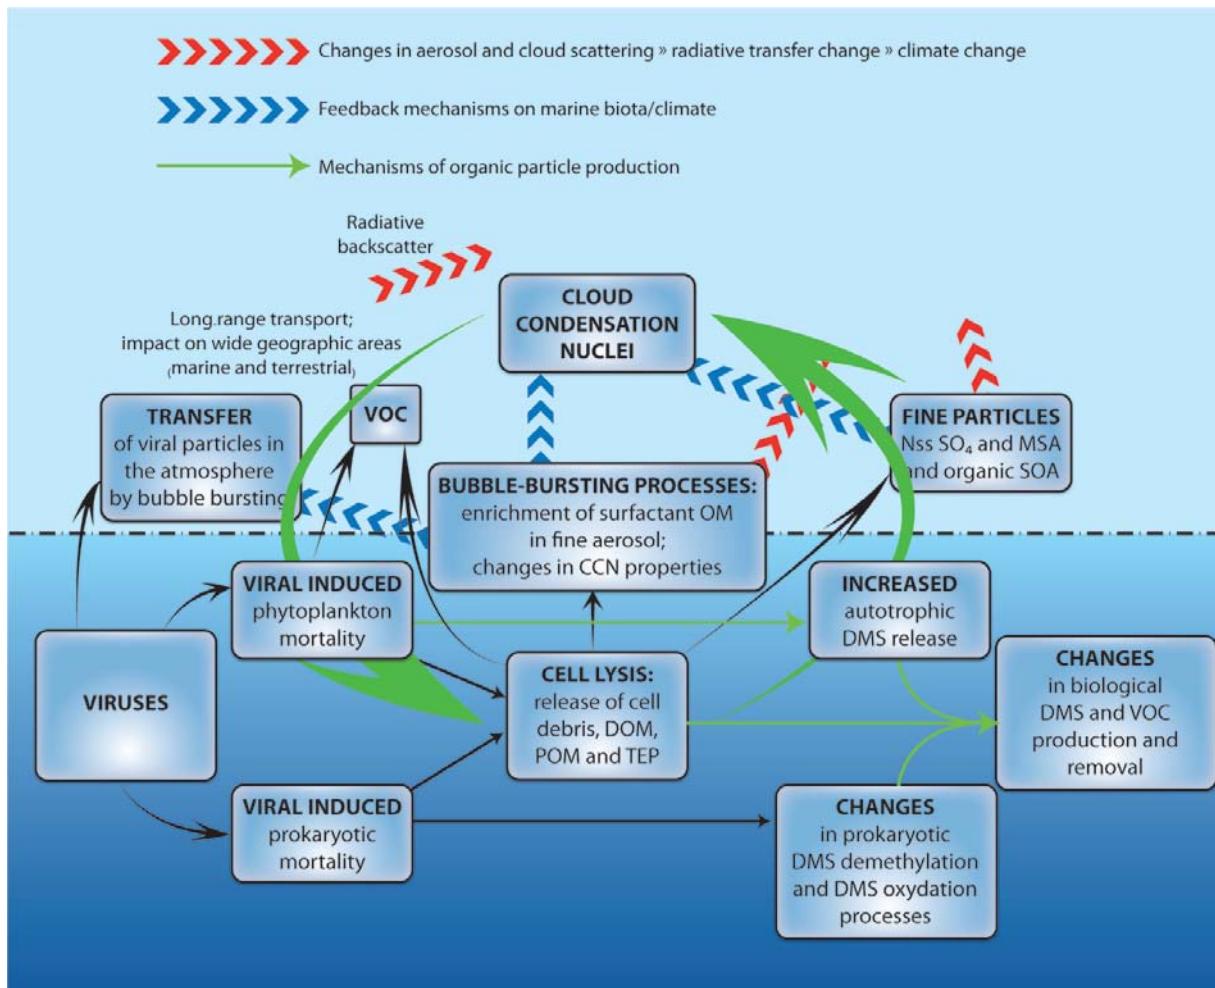 Changes in aerosol and cloud scattering » radiative transfer change » climate change
Feedback mechanisms on marine biota/climate
Mechanisms of organic particle production
Radiative
backscatter
CLOUD
CONDENSATION
NUCLEI
Long.range transport;
impact on wide geographic areas
(marine and terrestrial)
TRANSFER
of viral particles in
the atmosphere
by bubble bursting
VOC
FINE PARTICLES
Nss SO₄ and MSA
and organic SOA
BUBBLE-BURSTING PROCESSES:
enrichment of surfactant OM
in fine aerosol;
changes in CCN properties
VIRAL INDUCED
phytoplankton
mortality
INCREASED
autotrophic
DMS release
VIRUSES
CELL LYSIS:
release of cell
debris, DOM,
POM and TEP
CHANGES
in biological
DMS and VOC
production and
removal
VIRAL INDUCED
prokaryotic
mortality
CHANGES
in prokaryotic
DMS demethylation
and DMS oxydation
processes